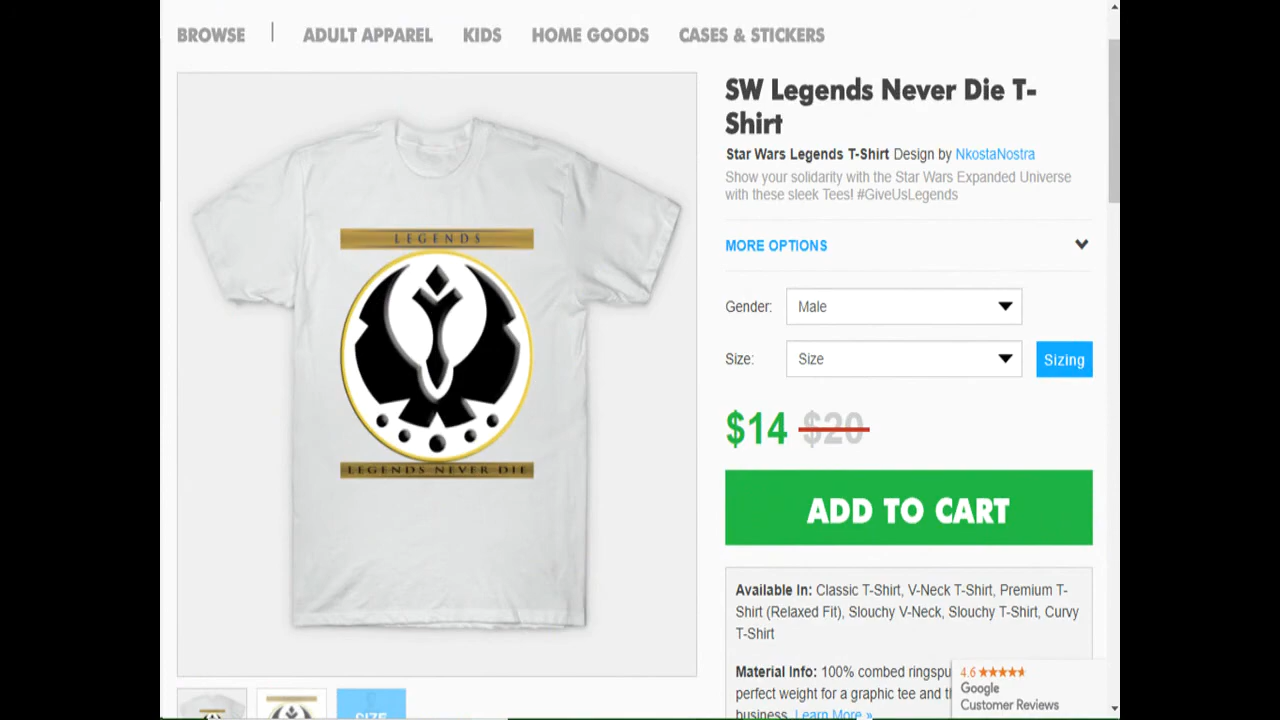 BROWSE | ADULT APPAREL KIDS HOME GOODS CASES & STICKERS
LEGENDS
LEGENDS NEVER DIE
SW Legends Never Die T-
Shirt
Star Wars Legends T-Shirt Design by NkostaNostra
Show your solidarity with the Star Wars Expanded Universe
with these sleek Tees! #GiveUsLegends
MORE OPTIONS
Gender: Male
Size: Size Sizing
$14 $20
ADD TO CART
Available In: Classic T-Shirt, V-Neck T-Shirt, Premium T-
Shirt (Relaxed Fit), Slouchy V-Neck, Slouchy T-Shirt, Curvy
T-Shirt
Material Info: 100% combed ringspu
perfect weight for a graphic tee and th
business. Learn More »
4.6
Google
Customer Reviews
SIZE